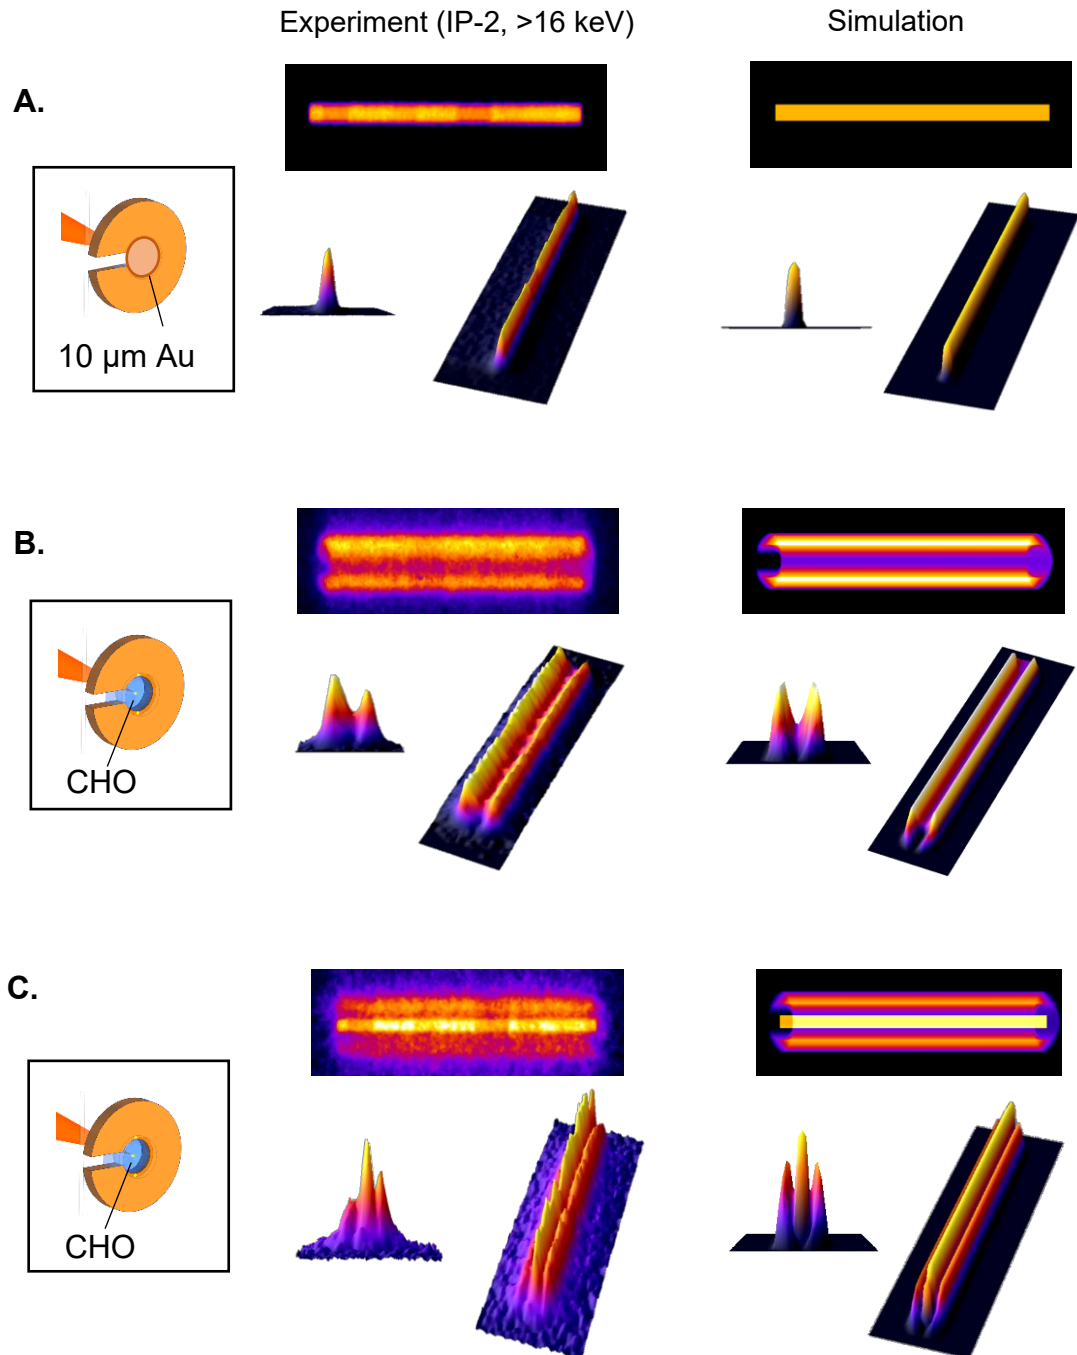 Experiment (IP-2, >16 keV)
Simulation
A.
10 µm Au
B.
CHO
C.
CHO